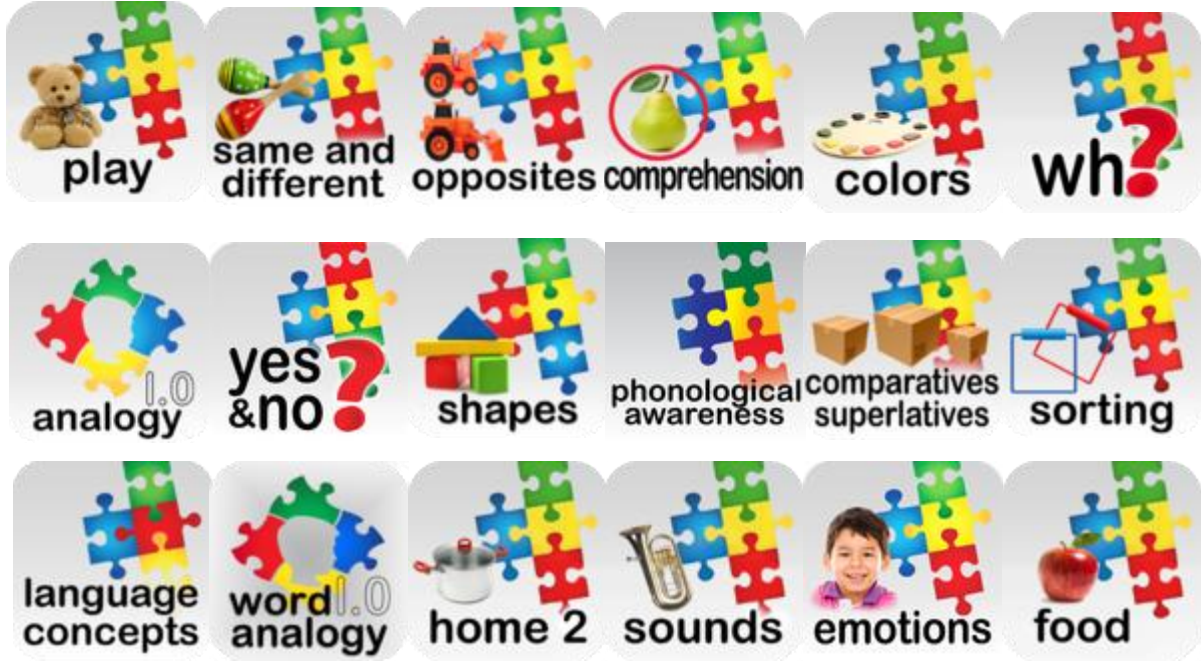 play
same and
different
opposites
comprehension
colors
wh?
analogy 1.0
yes
&no?
shapes
phonological
awareness
comparatives
superlatives
sorting
language
concepts
word 1.0
analogy
home 2
sounds
emotions
food